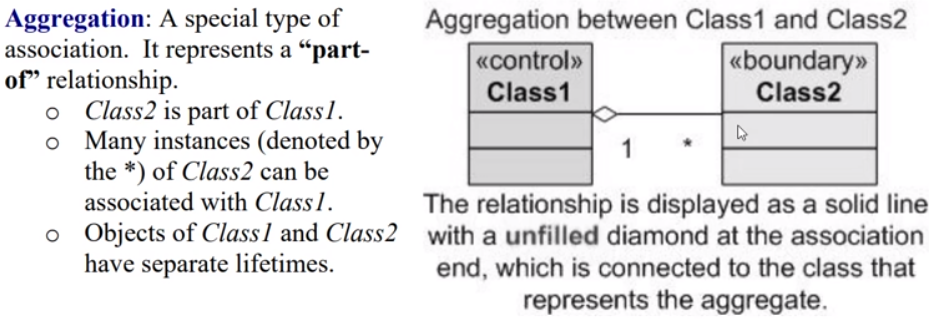 Aggregation: A special type of
association. It represents a “part-
of” relationship.
o Class2 is part of Class1.
o Many instances (denoted by
the *) of Class2 can be
associated with Class1.
o Objects of Class1 and Class2
have separate lifetimes.
Aggregation between Class1 and Class2
«control»
Class1
«boundary»
Class2
1 *
The relationship is displayed as a solid line
with a unfilled diamond at the association
end, which is connected to the class that
represents the aggregate.